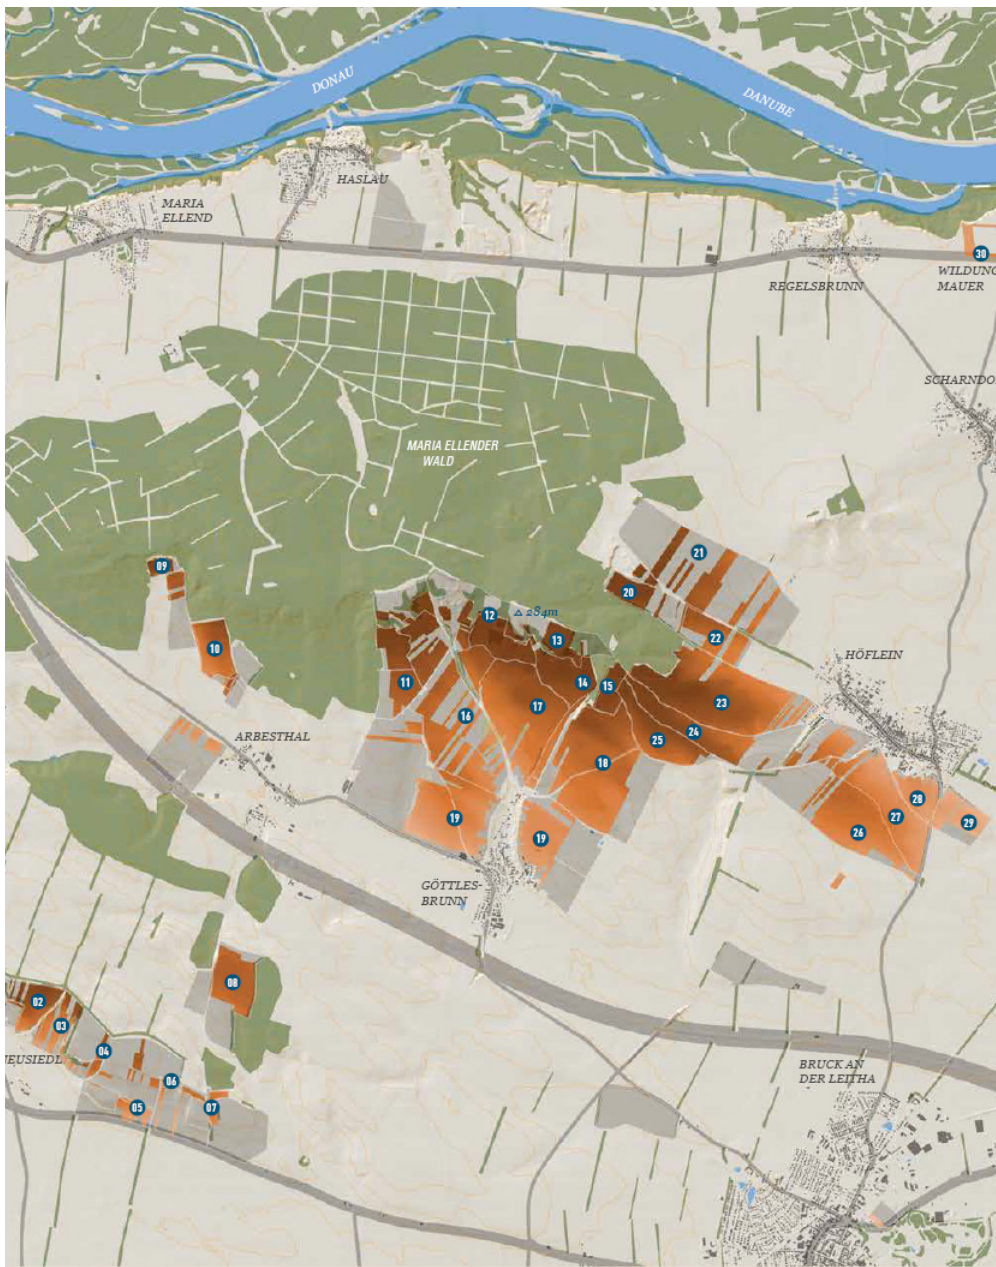 DONAU
DANUBE
HASLAU
MARIA
ELLEND
30
WILDUNG
MAUER
REGELSBRUNN
SCHARNDO
MARIA ELLENDER
WALD
21
09
20
284m
12
22
13
10
HÖFLEIN
11
14
15
17
23
16
24
ARBESTHAL
25
18
28
19
27
29
26
19
GÖTTLES-
BRUNN
08
02
03
04
NEUSIEDL
BRUCK AN
DER LEITHA
06
05
07